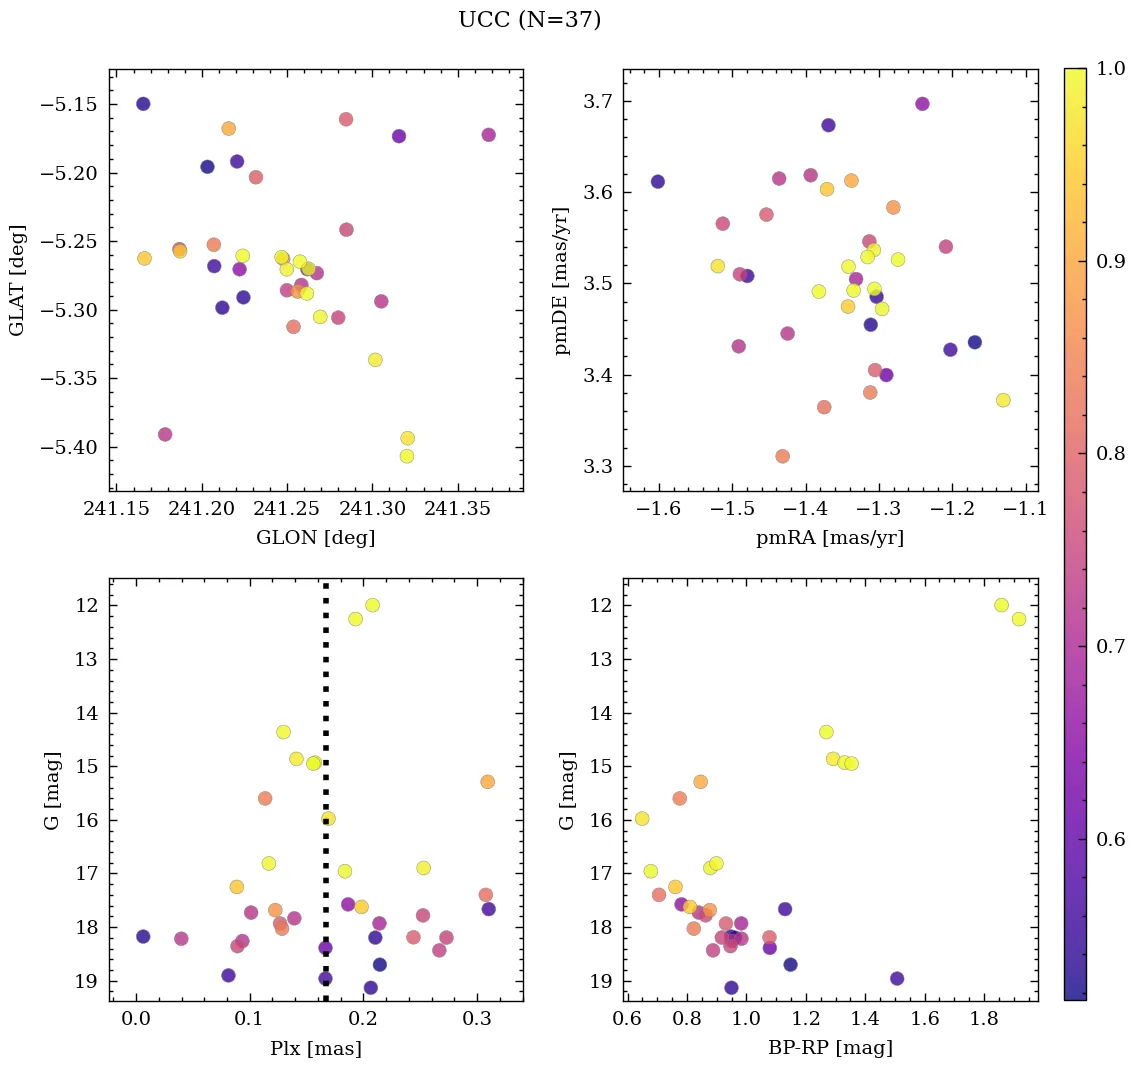 UCC (N=37)
−5.15
−5.20
−5.25
−5.30
−5.35
−5.40
GLAT [deg]
241.15 241.20 241.25 241.30 241.35
GLON [deg]
3.7
3.6
3.5
3.4
3.3
pmDE [mas/yr]
−1.6 −1.5 −1.4 −1.3 −1.2 −1.1
pmRA [mas/yr]
12
13
14
15
16
17
18
19
G [mag]
0.0 0.1 0.2 0.3
Plx [mas]
12
13
14
15
16
17
18
19
G [mag]
0.6 0.8 1.0 1.2 1.4 1.6 1.8
BP-RP [mag]
1.0
0.9
0.8
0.7
0.6